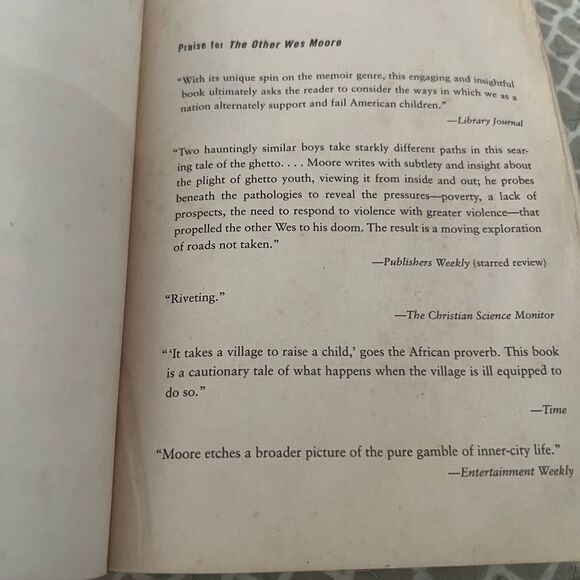 Praise for The Other Wes Moore
“With its unique spin on the memoir genre, this engaging and insightful
book ultimately asks the reader to consider the ways in which we as a
nation alternately support and fail American children.”
—Library Journal
“Two hauntingly similar boys take starkly different paths in this sear-
ing tale of the ghetto. . . . Moore writes with subtlety and insight about
the plight of ghetto youth, viewing it from inside and out; he probes
beneath the pathologies to reveal the pressures—poverty, a lack of
prospects, the need to respond to violence with greater violence—that
propelled the other Wes to his doom. The result is a moving exploration
of roads not taken.”
—Publishers Weekly (starred review)
“Riveting.”
—The Christian Science Monitor
“‘It takes a village to raise a child,’ goes the African proverb. This book
is a cautionary tale of what happens when the village is ill equipped to
do so.”
—Time
“Moore etches a broader picture of the pure gamble of inner-city life.”
—Entertainment Weekly